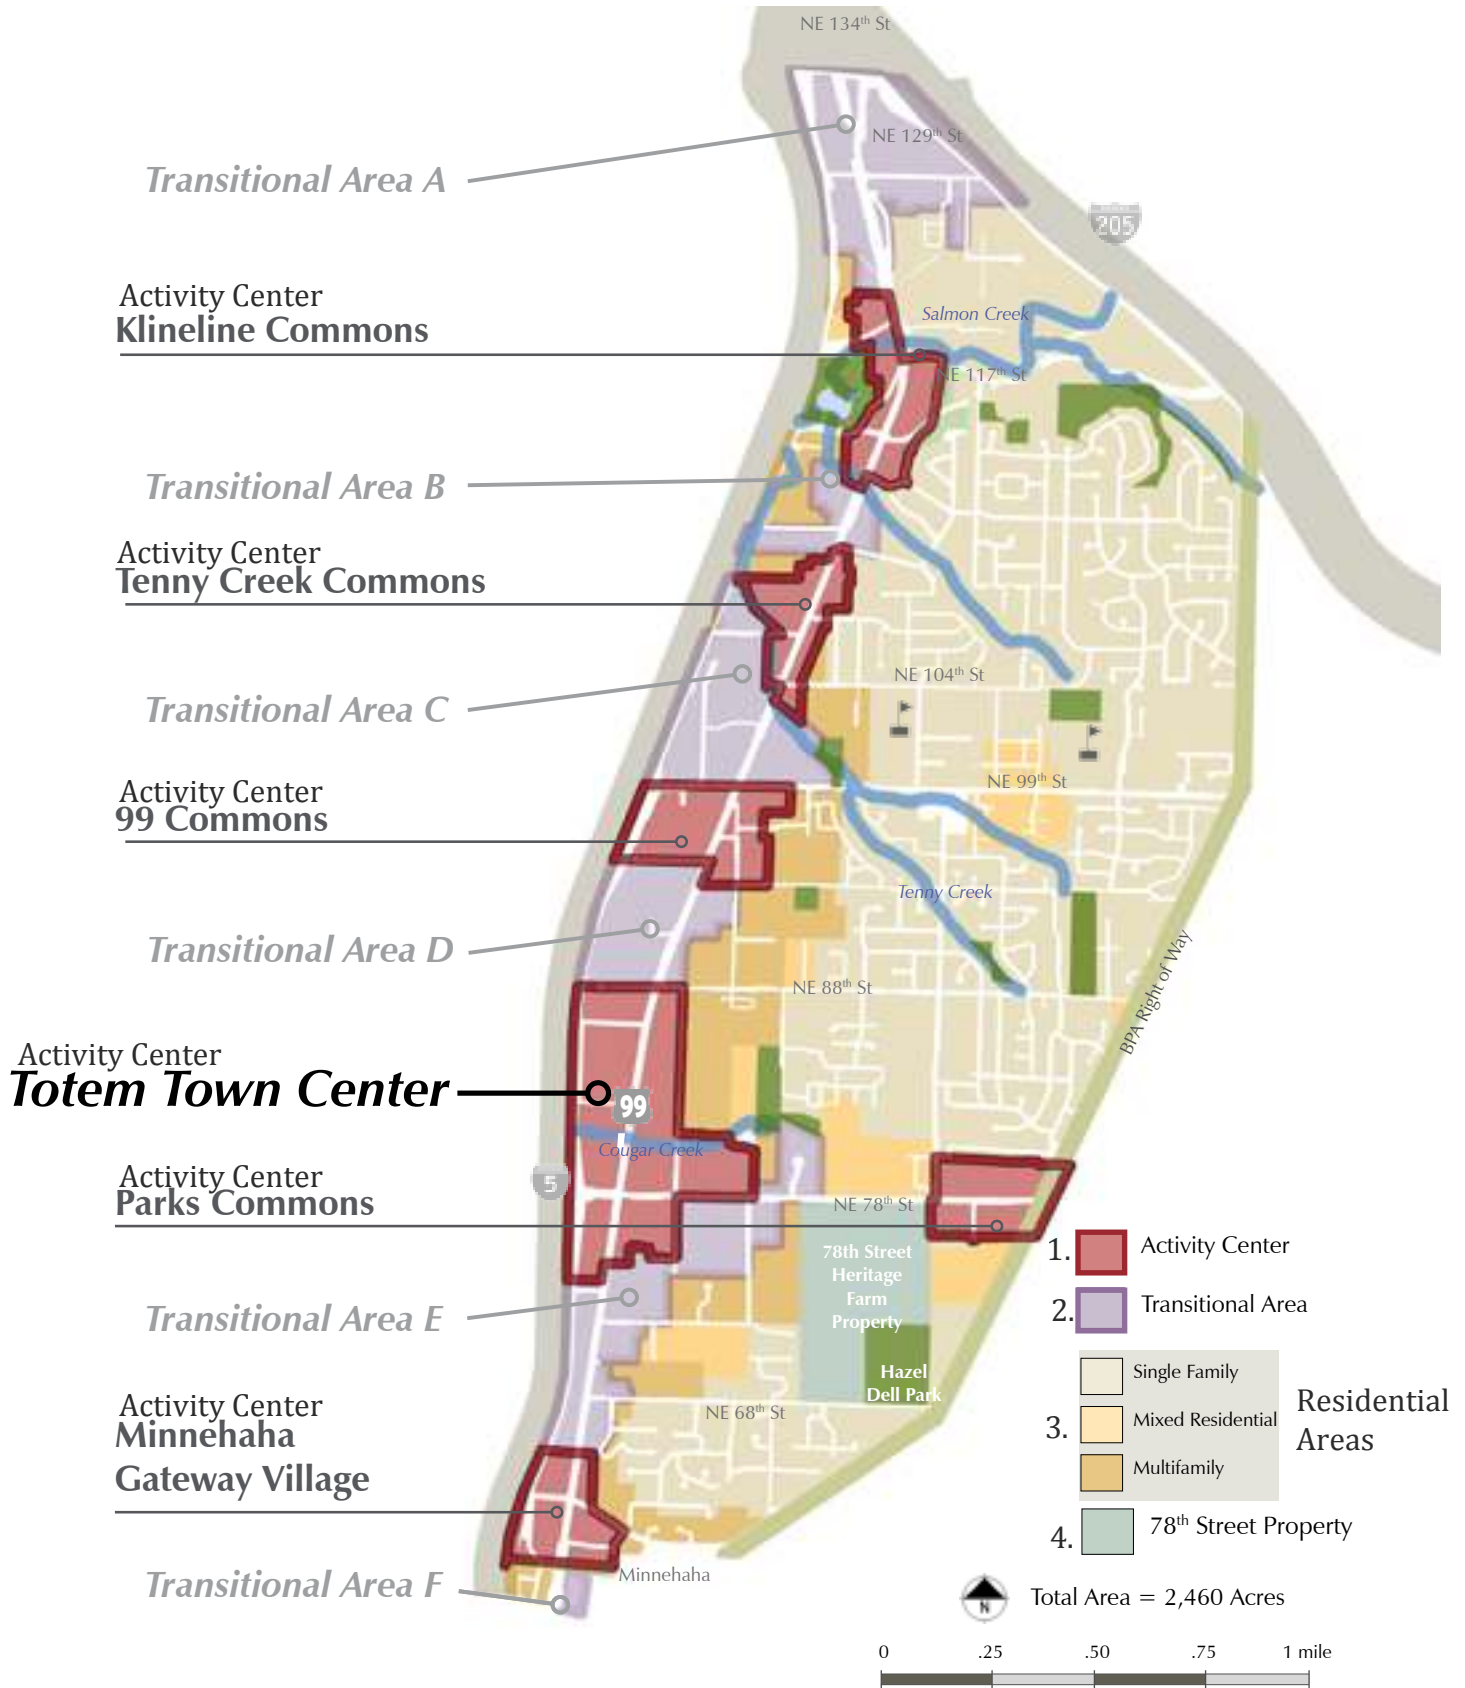 NE 134th St
NE 129th St
Transitional Area A
205
Activity Center
Klineline Commons
Salmon Creek
NE 117th St
Transitional Area B
Activity Center
Tenny Creek Commons
NE 104th St
Transitional Area C
NE 99th St
Activity Center
99 Commons
Tenny Creek
Transitional Area D
NE 88th St
BPA Right of Way
Activity Center
Totem Town Center
99
Cougar Creek
5
Activity Center
Parks Commons
NE 78th St
78th Street
Heritage
Farm
Property
Transitional Area E
Hazel
Dell Park
NE 68th St
Activity Center
Minnehaha
Gateway Village
Minnehaha
Transitional Area F
1. Activity Center
2. Transitional Area
3.
Single Family
Mixed Residential
Multifamily
Residential
Areas
4. 78th Street Property
N
Total Area = 2,460 Acres
0 .25 .50 .75 1 mile